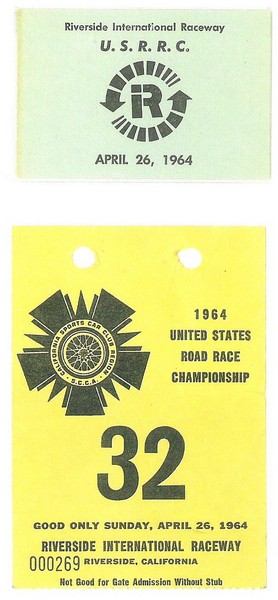 Riverside International Raceway
U. S. R. R. C.
iR
APRIL 26, 1964
CALIFORNIA SPORTS CAR CLUB REGION
· S.C.C.A. ·
1964
UNITED STATES
ROAD RACE
CHAMPIONSHIP
32
GOOD ONLY SUNDAY, APRIL 26, 1964
RIVERSIDE INTERNATIONAL RACEWAY
000269 RIVERSIDE, CALIFORNIA
Not Good for Gate Admission Without Stub